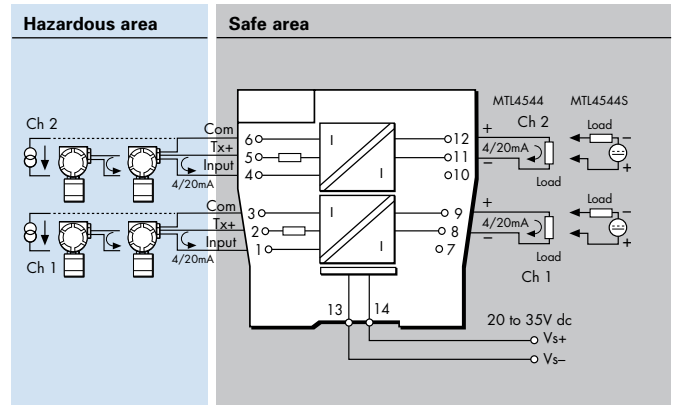 Hazardous area
Safe area
MTL4544 MTL4544S
Ch 2
Com
Tx+
Input
4/20mA
6
5
4
I
I
12
11
10
+
4/20mA
–
Ch 2
Load
Load
–
+
Ch 1
Com
Tx+
Input
4/20mA
3
2
1
I
I
9
8
7
+
4/20mA
–
Load
Ch 1
Load
–
+
13 14
20 to 35V dc
Vs+
Vs–